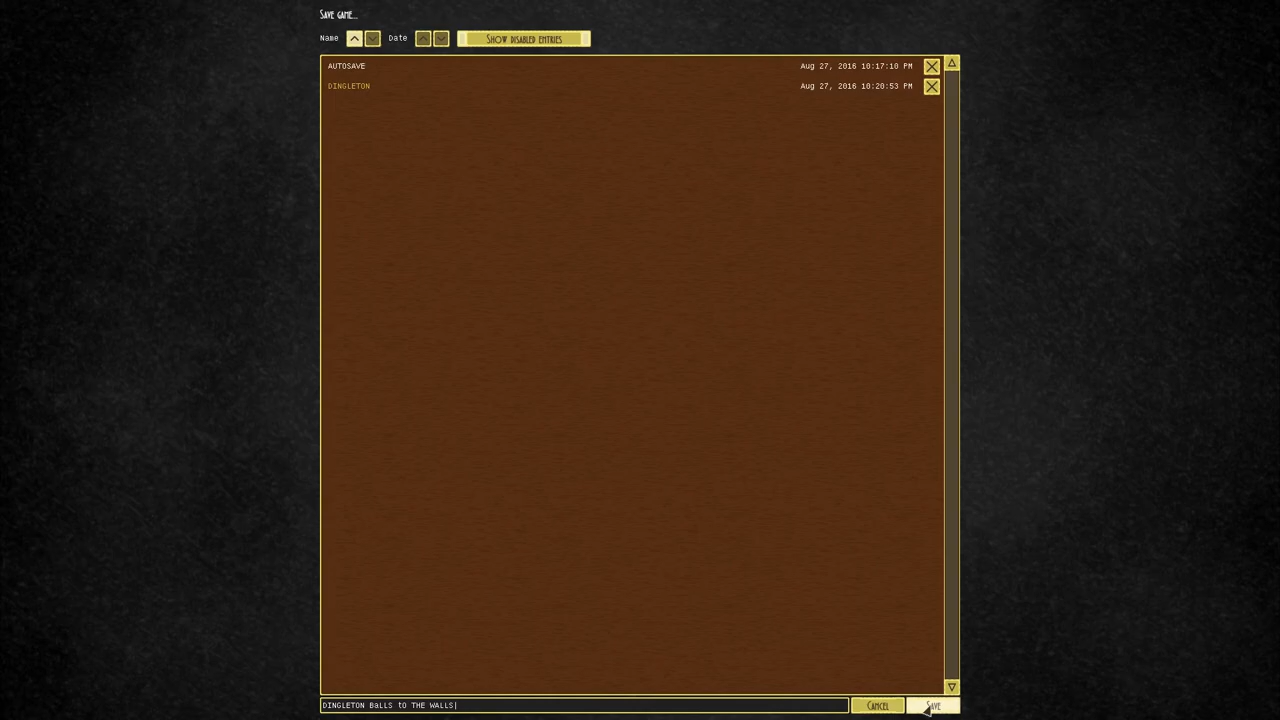 Save game...
Name Date Show disabled entries
AUTOSAVE Aug 27, 2016 10:17:10 PM
DINGLETON Aug 27, 2016 10:20:53 PM
DINGLETON BaLLS tO THE WALLS Cancel Save